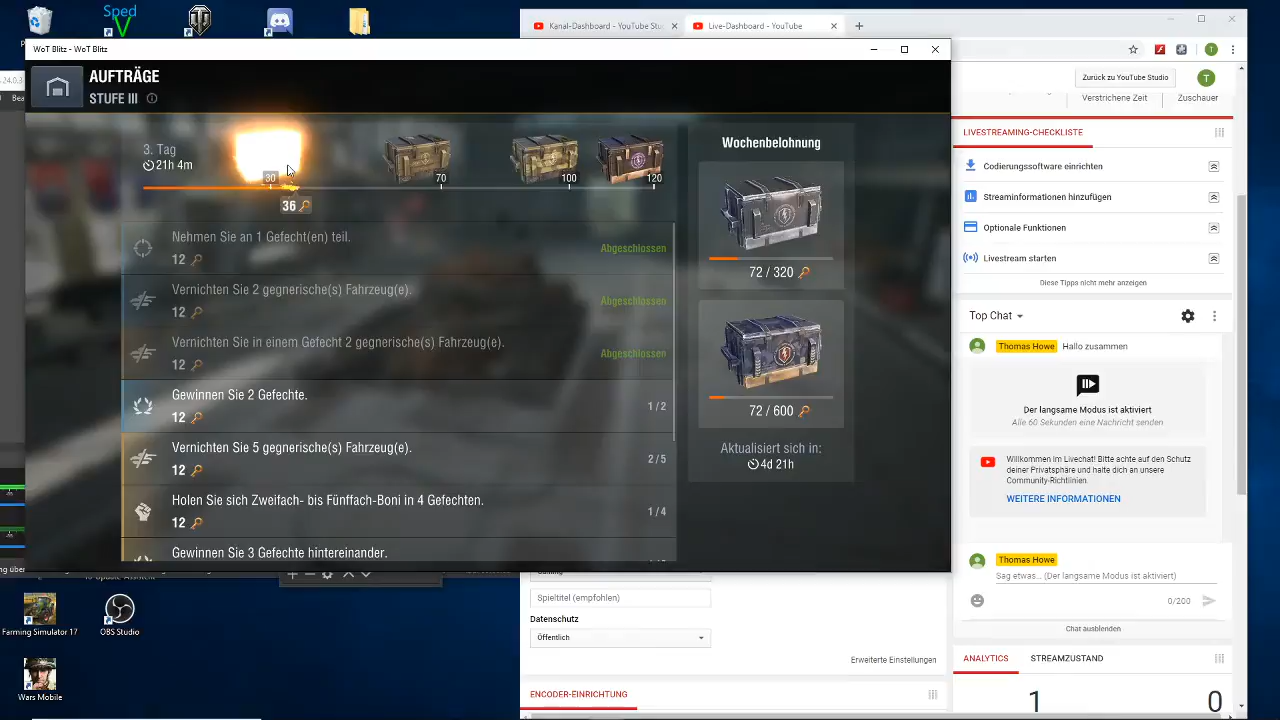 Sped
Kanal-Dashboard - YouTube Stu
Live-Dashboard - YouTube
WoT Blitz - WoT Blitz
T
24.0.3
AUFTRÄGE
STUFE III
3. Tag
21h 4m
30
70
100
120
36
Nehmen Sie an 1 Gefecht(en) teil.
12
Abgeschlossen
Vernichten Sie 2 gegnerische(s) Fahrzeug(e).
12
Abgeschlossen
Vernichten Sie in einem Gefecht 2 gegnerische(s) Fahrzeug(e).
12
Abgeschlossen
Gewinnen Sie 2 Gefechte.
12
1/2
Vernichten Sie 5 gegnerische(s) Fahrzeug(e).
12
2/5
Holen Sie sich Zweifach- bis Fünffach-Boni in 4 Gefechten.
12
1/4
Gewinnen Sie 3 Gefechte hintereinander.
Wochenbelohnung
72 / 320
72 / 600
Aktualisiert sich in:
4d 21h
Zurück zu YouTube Studio
T
Verstrichene Zeit
Zuschauer
LIVESTREAMING-CHECKLISTE
Codierungssoftware einrichten
Streaminformationen hinzufügen
Optionale Funktionen
Livestream starten
Diese Tipps nicht mehr anzeigen
Top Chat
Thomas Howe Hallo zusammen
Der langsame Modus ist aktiviert
Alle 60 Sekunden eine Nachricht senden
Willkommen im Livechat! Bitte achte auf den Schutz
deiner Privatsphäre und halte dich an unsere
Community-Richtlinien.
WEITERE INFORMATIONEN
Thomas Howe
Sag etwas… (Der langsame Modus ist aktiviert)
0/200
Chat ausblenden
ANALYTICS
STREAMZUSTAND
1
0
Spieltitel (empfohlen)
Datenschutz
Öffentlich
Erweiterte Einstellungen
ENCODER-EINRICHTUNG
Farming Simulator 17
OBS Studio
Wars Mobile